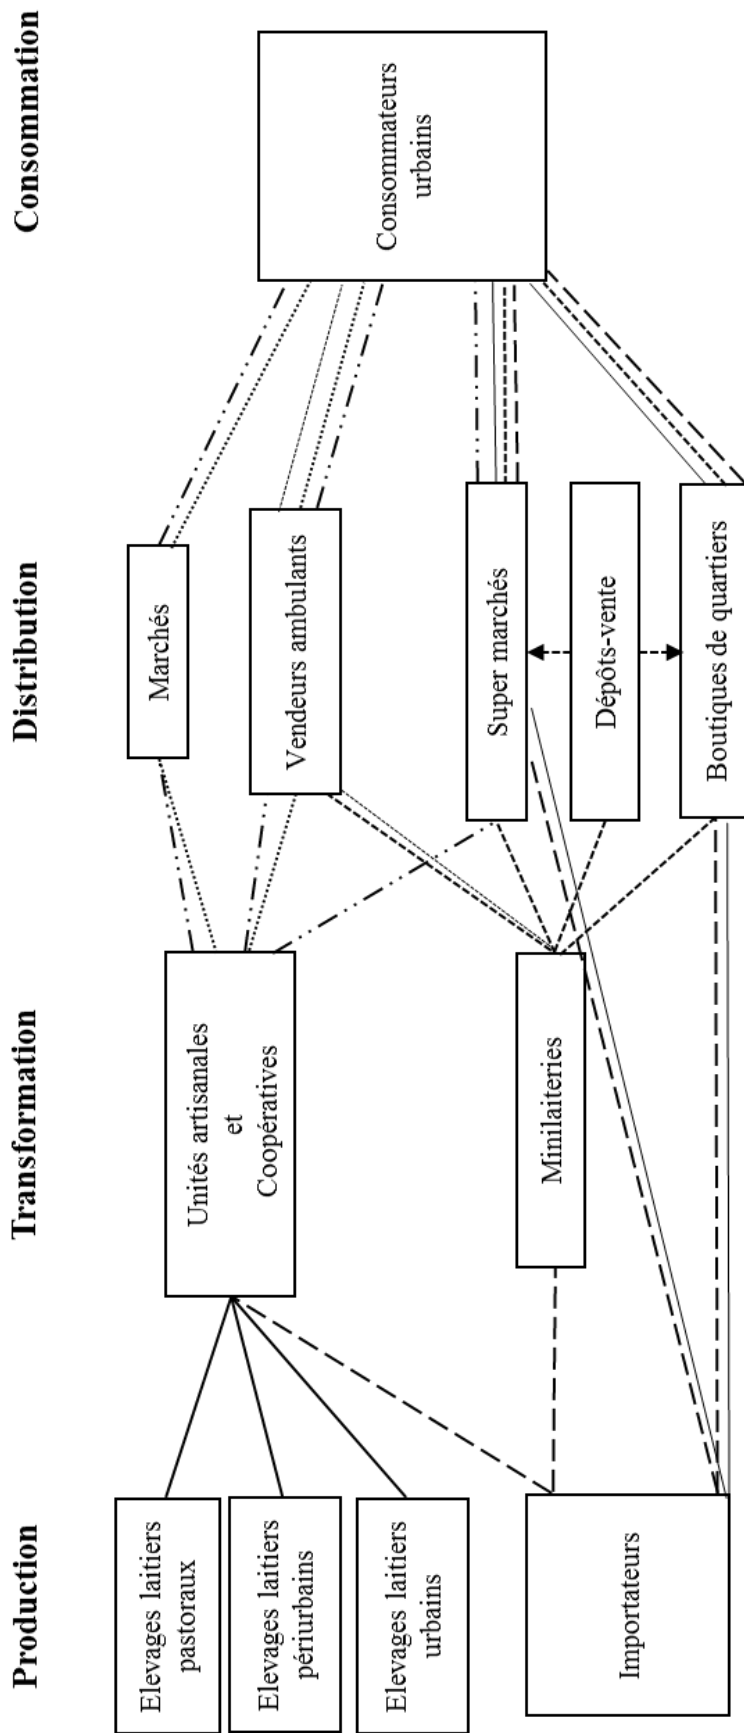 Production
Transformation
Distribution
Consommation
Elevages laitiers
pastoraux
Elevages laitiers
périurbains
Elevages laitiers
urbains
Importateurs
Unités artisanales
et
Coopératives
Minilaiteries
Marchés
Vendeurs ambulants
Super marchés
Dépôts-vente
Boutiques de quartiers
Consommateurs
urbains